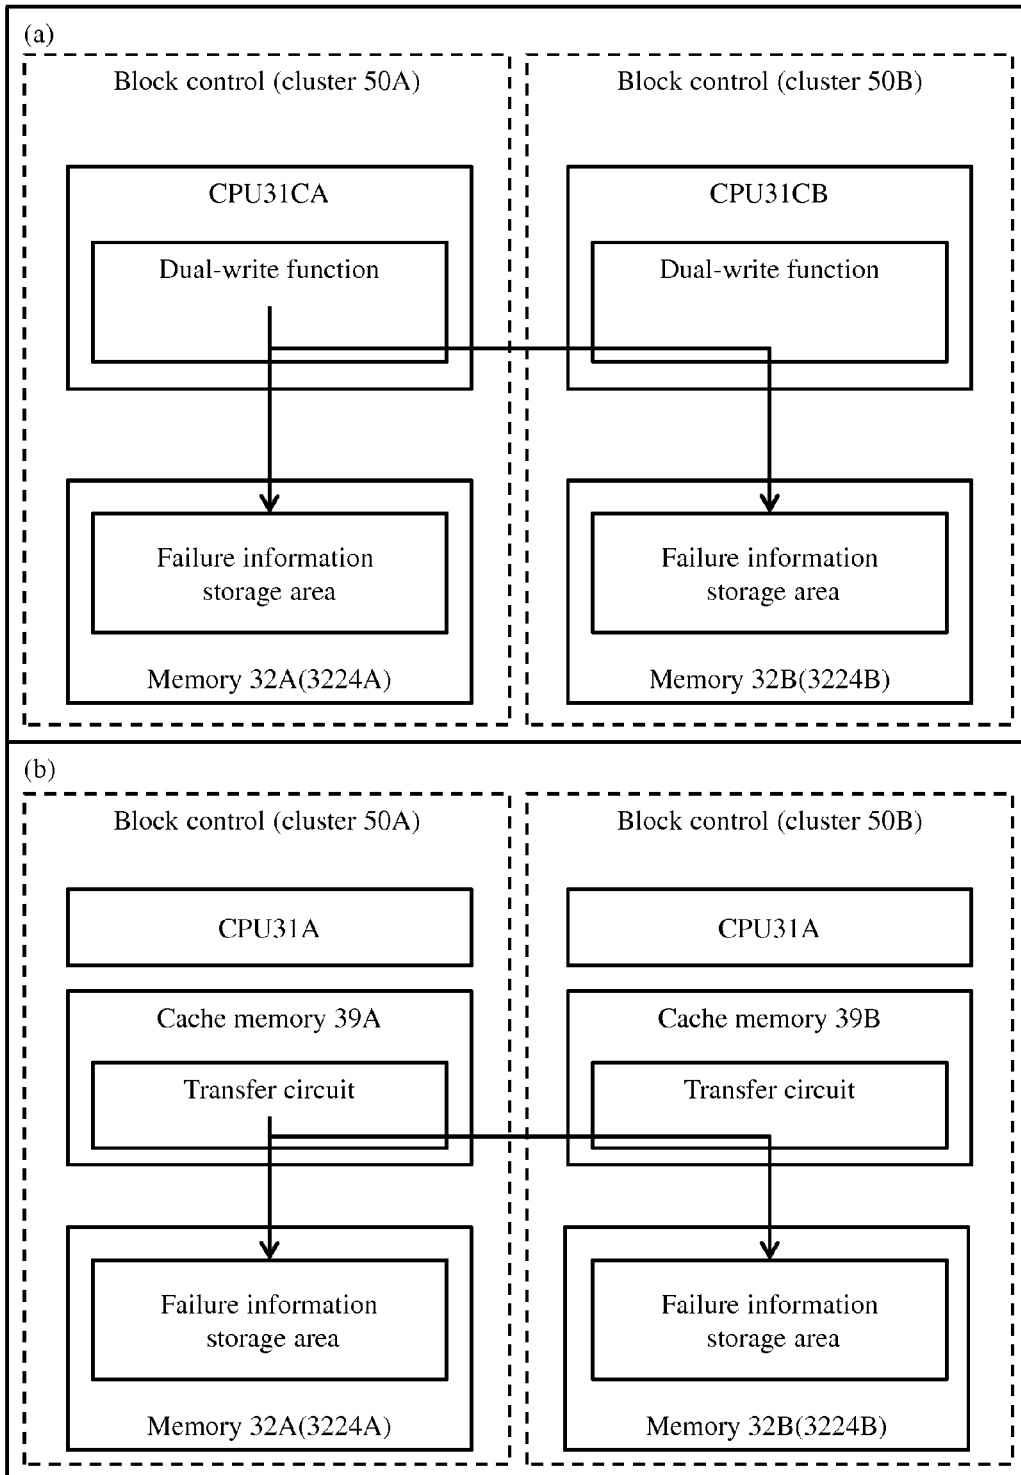 (a)
Block control (cluster 50A)
Block control (cluster 50B)
CPU31CA
CPU31CB
Dual-write function
Dual-write function
Failure information
storage area
Failure information
storage area
Memory 32A(3224A)
Memory 32B(3224B)
(b)
Block control (cluster 50A)
Block control (cluster 50B)
CPU31A
CPU31A
Cache memory 39A
Cache memory 39B
Transfer circuit
Transfer circuit
Failure information
storage area
Failure information
storage area
Memory 32A(3224A)
Memory 32B(3224B)